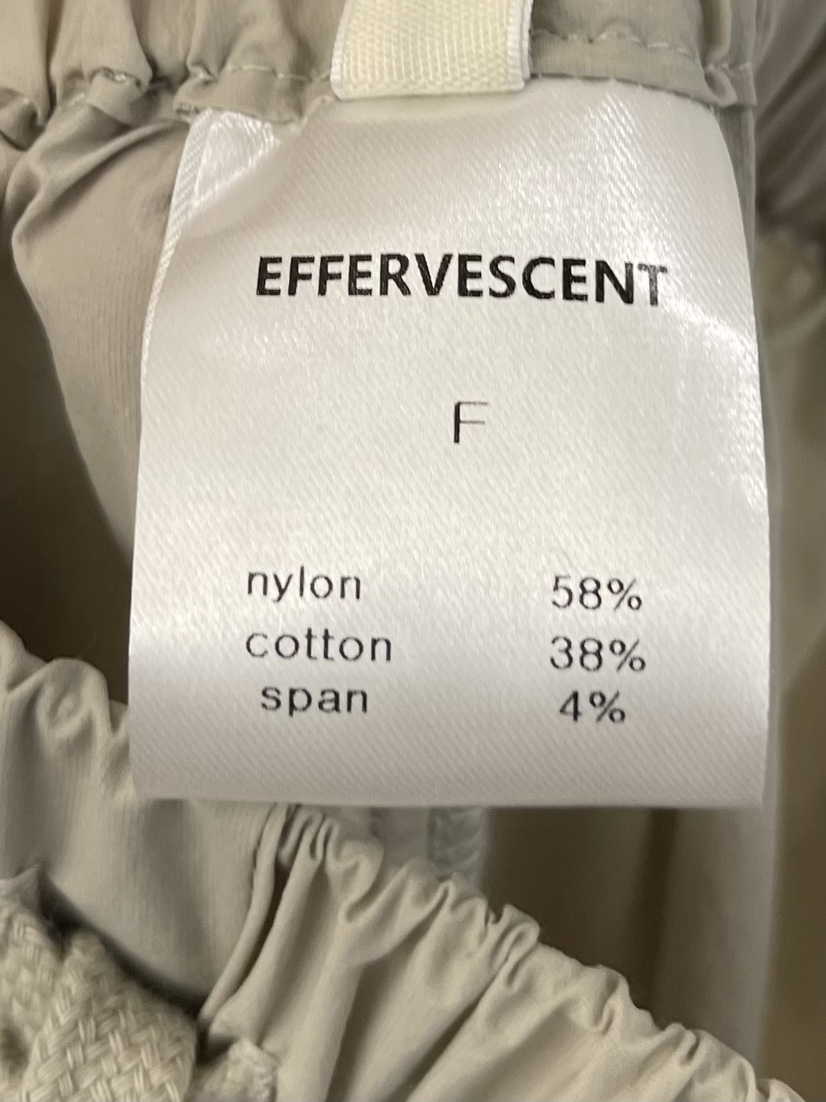 EFFERVESCENT
F
nylon 58%
cotton 38%
span 4%